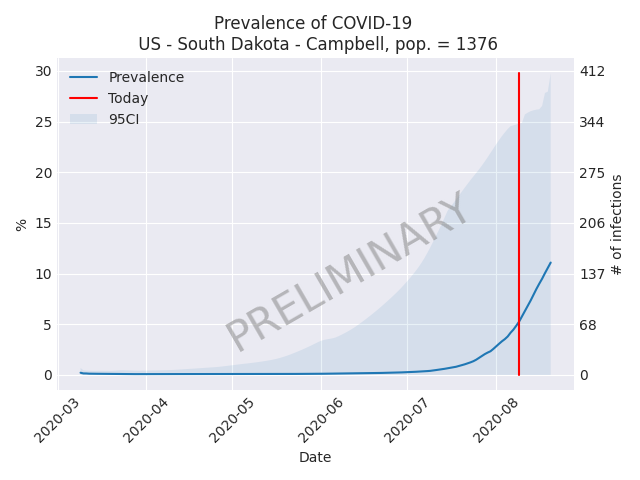 Prevalence of COVID-19
US - South Dakota - Campbell, pop. = 1376
Prevalence
Today
95CI
30
25
20
15
10
5
0
%
412
344
275
206
137
68
0
# of infections
PRELIMINARY
2020-03
2020-04
2020-05
2020-06
2020-07
2020-08
Date